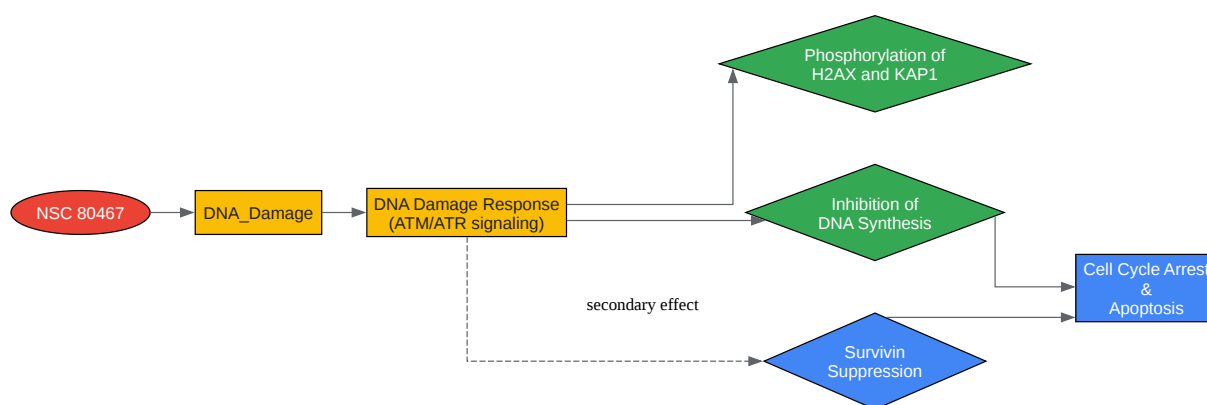 Phosphorylation of
H2AX and KAP1
NSC 80467
DNA_Damage
DNA Damage Response
(ATM/ATR signaling)
Inhibition of
DNA Synthesis
secondary effect
Cell Cycle Arrest
&
Apoptosis
Survivin
Suppression